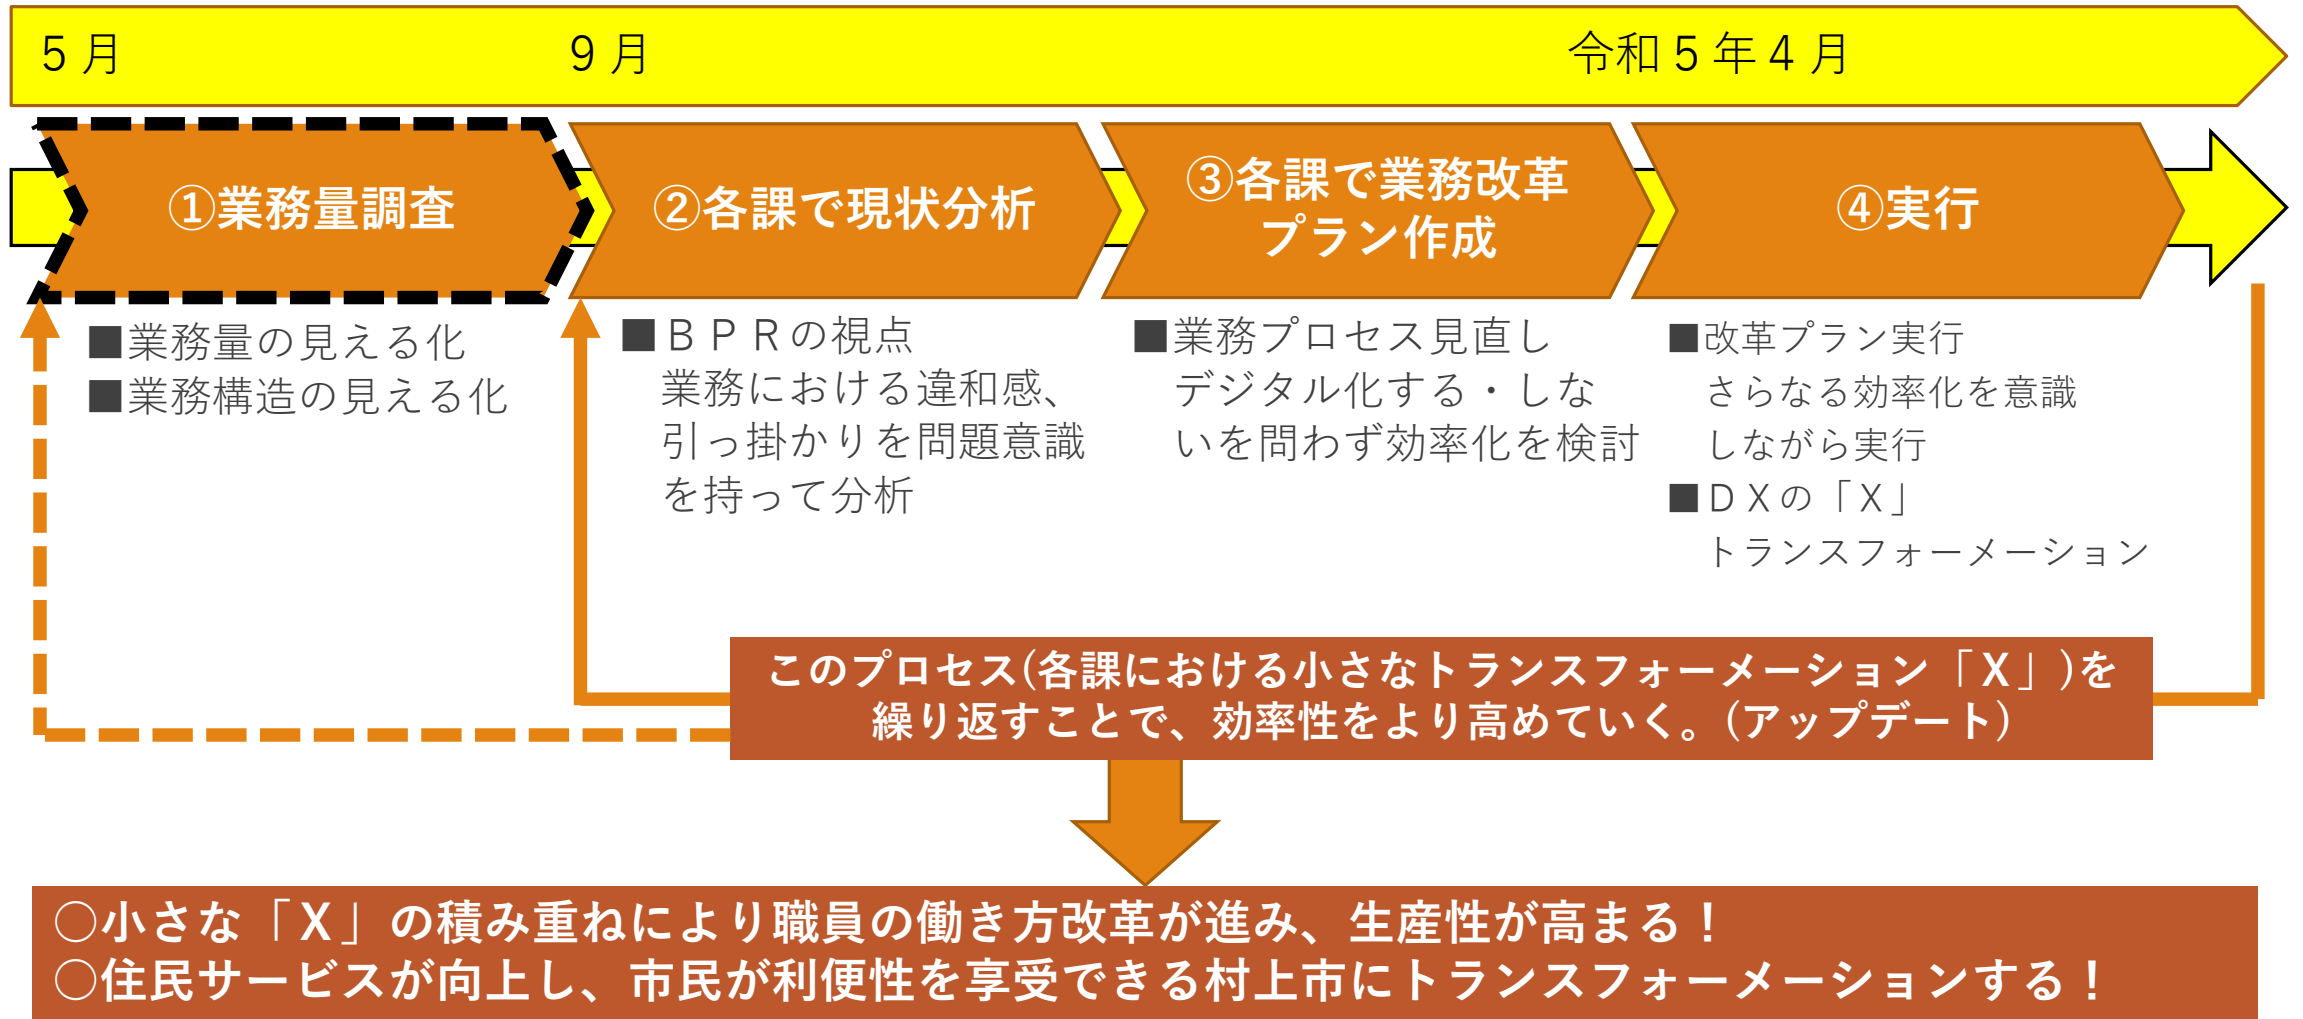 ５月
９月
令和５年４月
①業務量調査
②各課で現状分析
③各課で業務改革
プラン作成
④実行
■業務量の見える化
■業務構造の見える化
■ＢＰＲの視点
業務における違和感、
引っ掛かりを問題意識
を持って分析
■業務プロセス見直し
デジタル化する・しな
いを問わず効率化を検討
■改革プラン実行
さらなる効率化を意識
しながら実行
■ＤＸの「Ｘ」
トランスフォーメーション
このプロセス(各課における小さなトランスフォーメーション「Ｘ」)を
繰り返すことで、効率性をより高めていく。(アップデート)
○小さな「Ｘ」の積み重ねにより職員の働き方改革が進み、生産性が高まる！
○住民サービスが向上し、市民が利便性を享受できる村上市にトランスフォーメーションする！